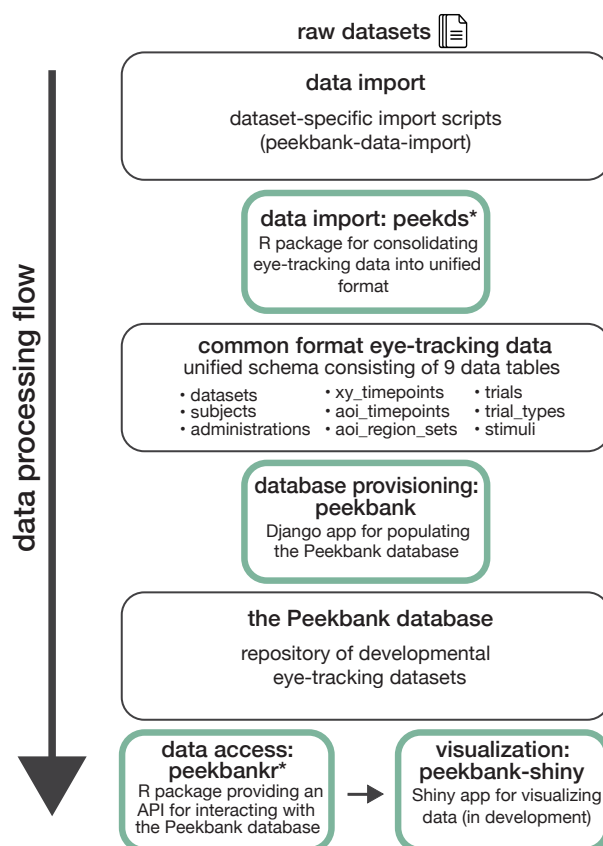 raw datasets
data import
dataset-specific import scripts
(peekbank-data-import)
data import: peekds*
R package for consolidating
eye-tracking data into unified
format
common format eye-tracking data
unified schema consisting of 9 data tables
• datasets
• subjects
• administrations
• xy_timepoints
• aoi_timepoints
• aoi_region_sets
• trials
• trial_types
• stimuli
database provisioning:
peekbank
Django app for populating
the Peekbank database
the Peekbank database
repository of developmental
eye-tracking datasets
data access:
peekbankr*
R package providing an
API for interacting with
the Peekbank database
visualization:
peekbank-shiny
Shiny app for visualizing
data (in development)
data processing flow